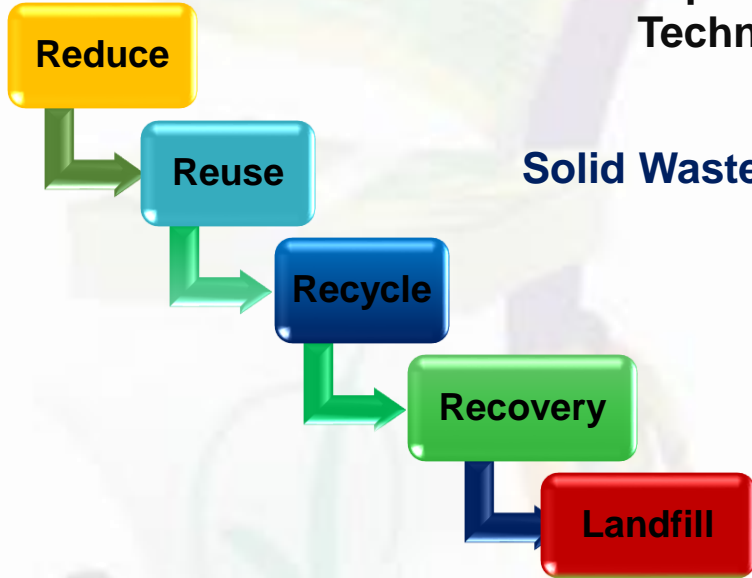 Reduce
Techn
Reuse
Solid Waste
Recycle
Recovery
Landfill